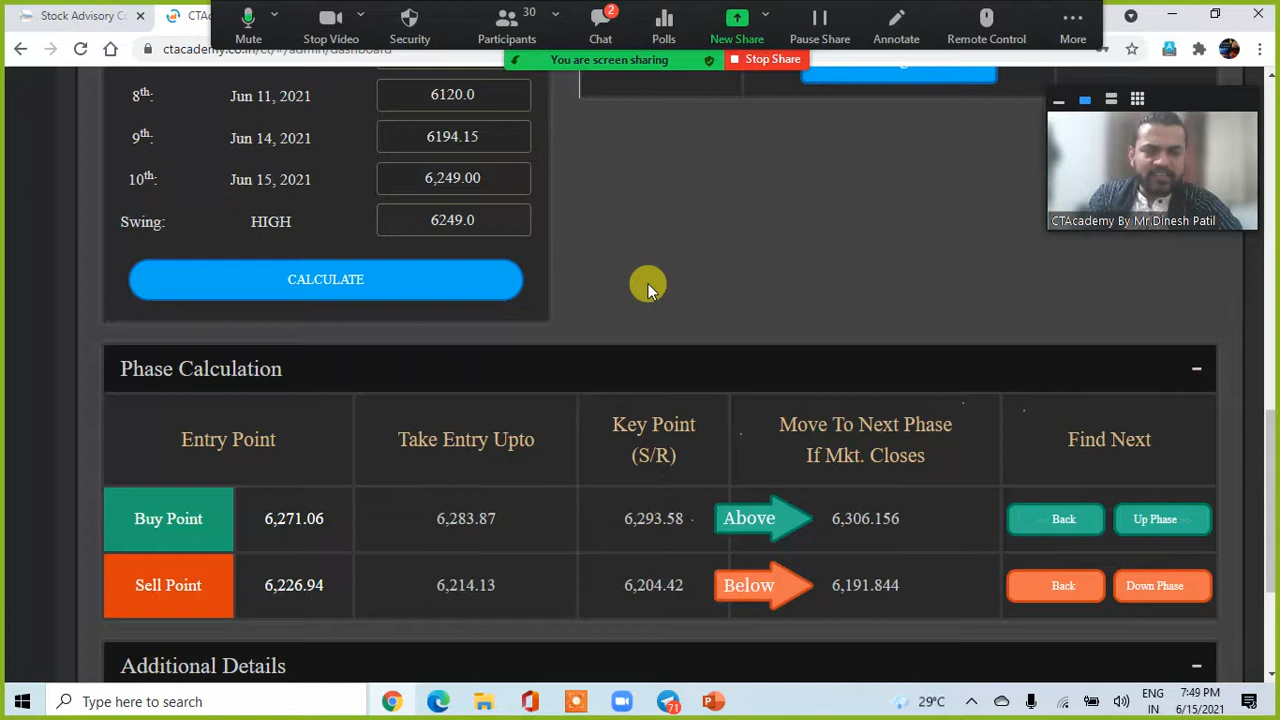 Stock Advisory C
CTAc
Mute
Stop Video
Security
30
Participants
2
Chat
Polls
New Share
Pause Share
Annotate
Remote Control
More
You are screen sharing
Stop Share
8th: Jun 11, 2021 6120.0
9th: Jun 14, 2021 6194.15
10th: Jun 15, 2021 6,249.00
Swing: HIGH 6249.0
CALCULATE
CTAcademy By Mr.Dinesh Patil
Phase Calculation
Entry Point Take Entry Upto Key Point (S/R) Move To Next Phase If Mkt. Closes Find Next
Buy Point 6,271.06 6,283.87 6,293.58 Above 6,306.156 Back Up Phase
Sell Point 6,226.94 6,214.13 6,204.42 Below 6,191.844 Back Down Phase
Additional Details
Type here to search
71
29°C
ENG
IN
7:49 PM
6/15/2021